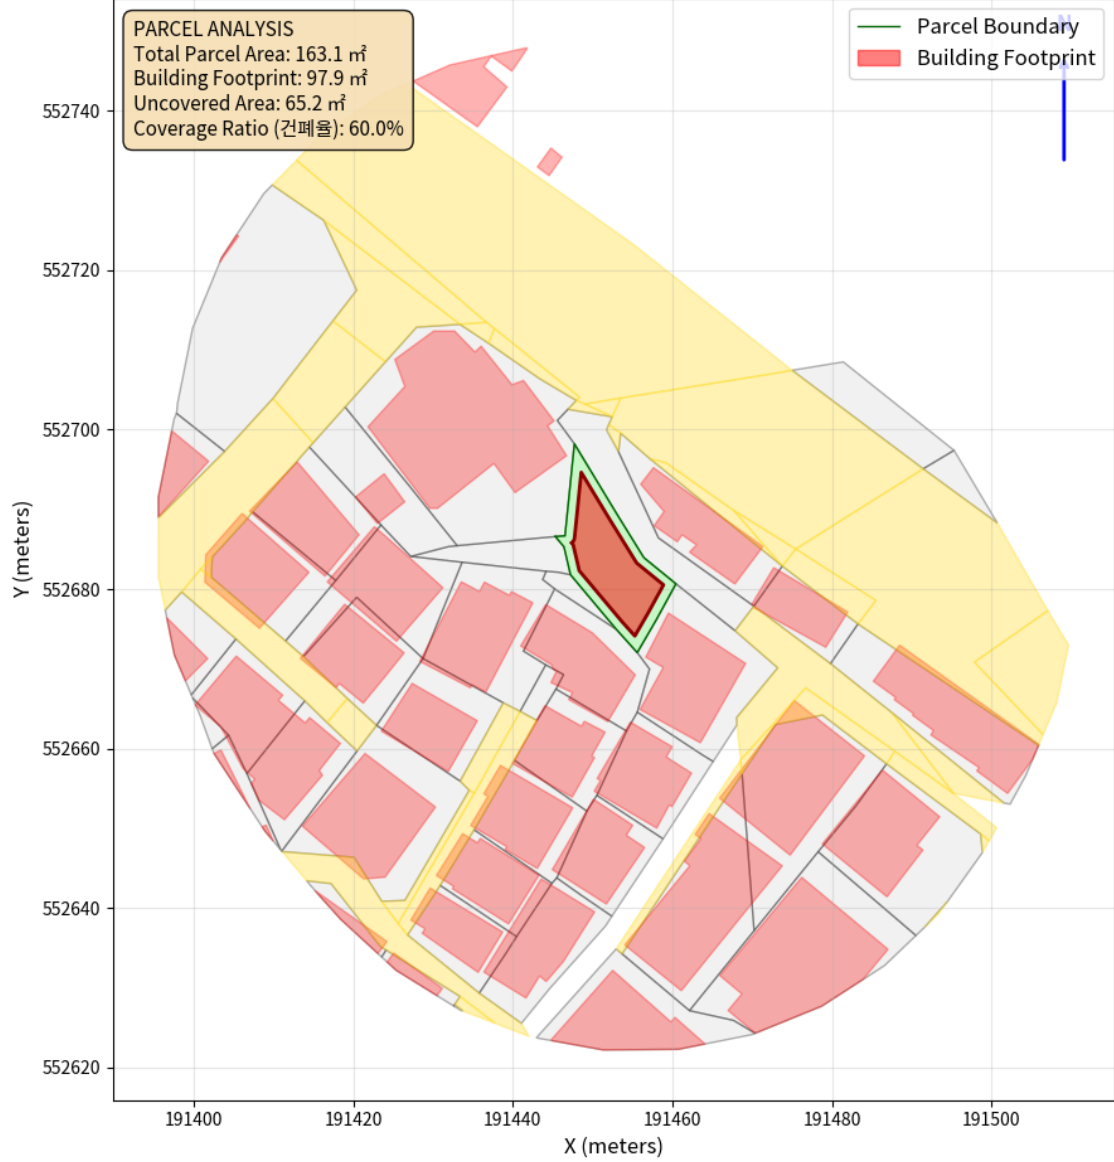 PARCEL ANALYSIS
Total Parcel Area: 163.1 ㎡
Building Footprint: 97.9 ㎡
Uncovered Area: 65.2 ㎡
Coverage Ratio (건폐율): 60.0%
Parcel Boundary
Building Footprint
N
552740
552720
552700
552680
552660
552640
552620
Y (meters)
191400
191420
191440
191460
191480
191500
X (meters)